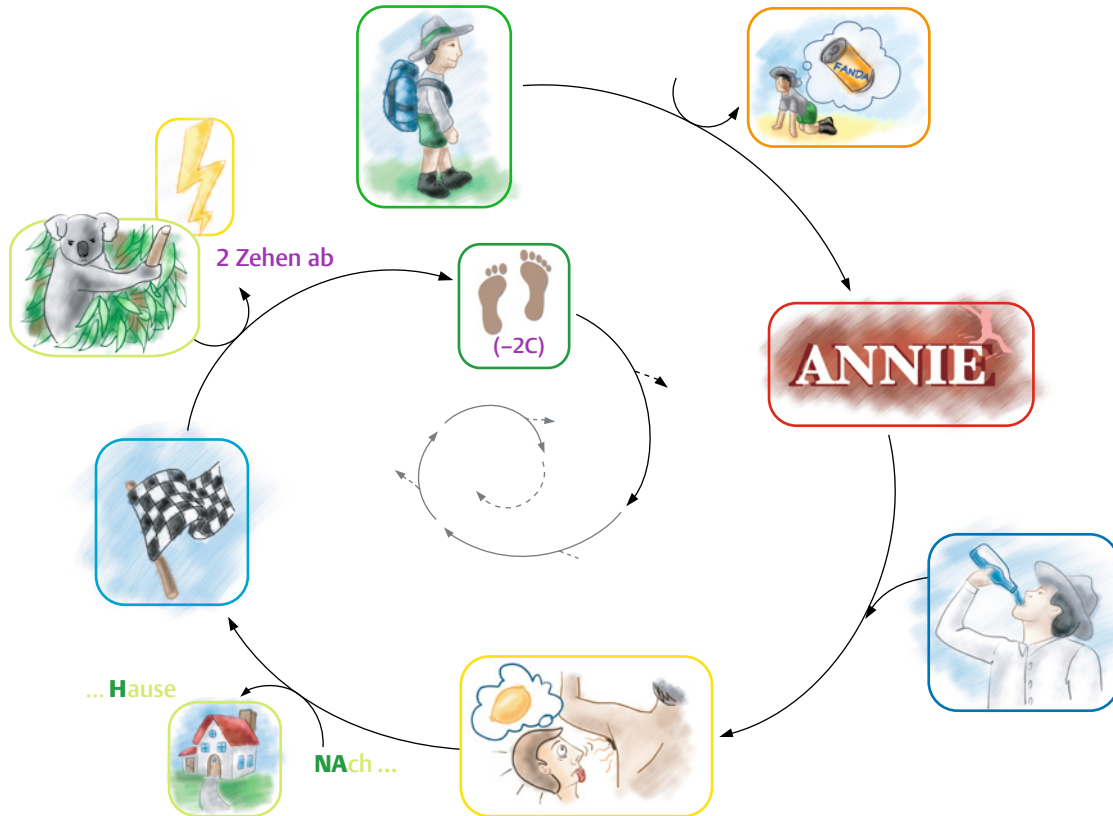 FANDA
2 Zehen ab
(–2C)
ANNIE
... Hause
NAch ...